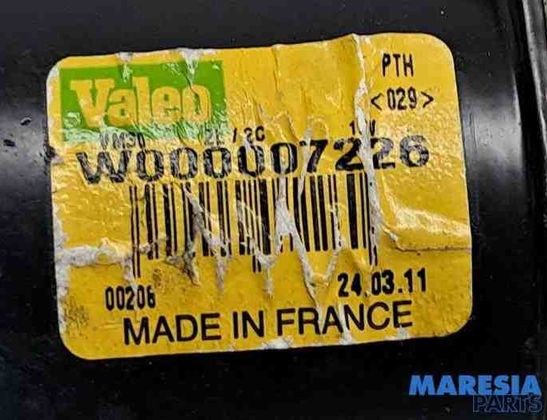 Valeo
PTH
<029>
W000007226
00206
24.03.11
MADE IN FRANCE
MARESIA
PARTS